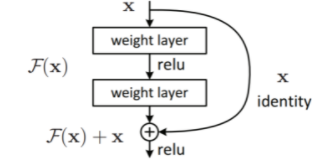 x
weight layer
F(x)
relu
x
weight layer
identity
F(x) + x
+
relu